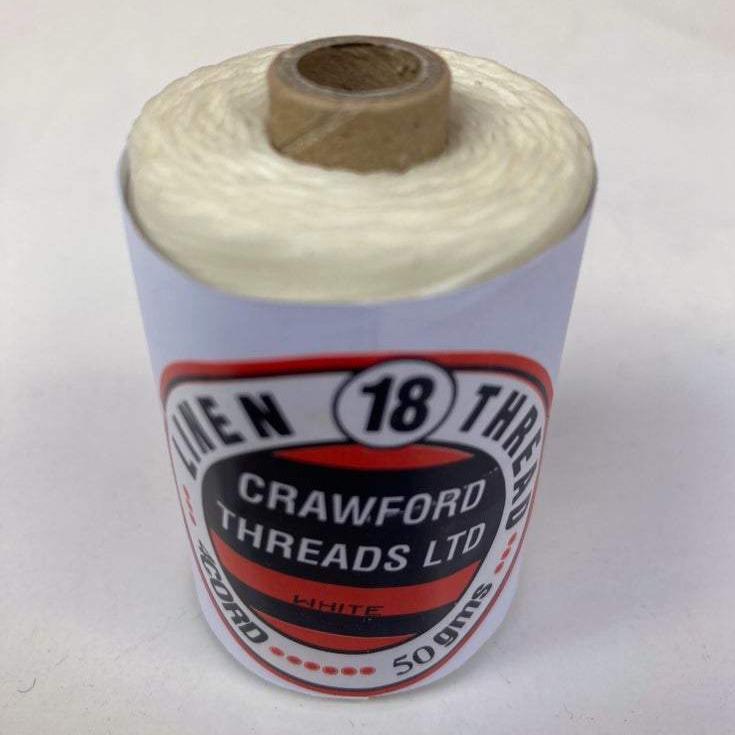 LINEN 18 THREAD
CRAWFORD
THREADS LTD
WHITE
CORD
50 gms